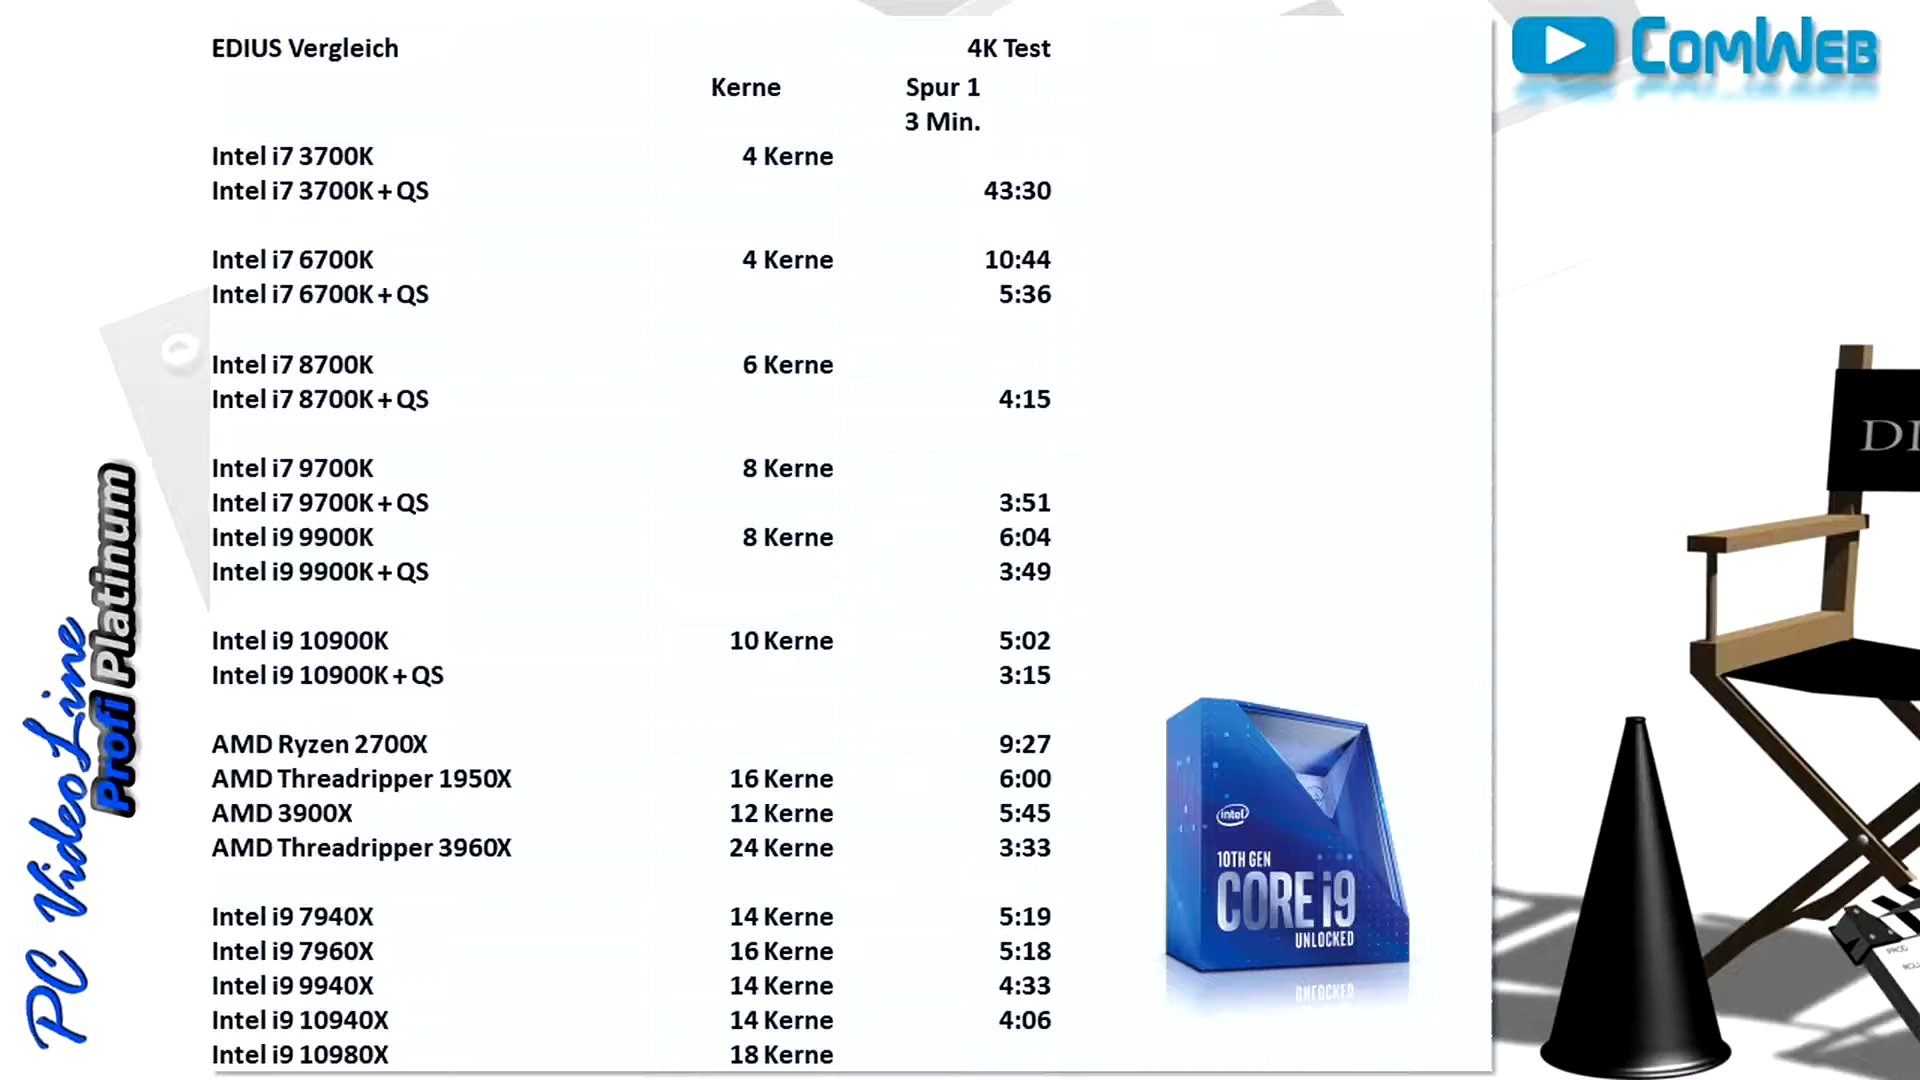 EDIUS Vergleich 4K Test
Kerne Spur 1
3 Min.
Intel i7 3700K 4 Kerne
Intel i7 3700K + QS 43:30
Intel i7 6700K 4 Kerne 10:44
Intel i7 6700K + QS 5:36
Intel i7 8700K 6 Kerne
Intel i7 8700K + QS 4:15
Intel i7 9700K 8 Kerne
Intel i7 9700K + QS 3:51
Intel i9 9900K 8 Kerne 6:04
Intel i9 9900K + QS 3:49
Intel i9 10900K 10 Kerne 5:02
Intel i9 10900K + QS 3:15
AMD Ryzen 2700X 9:27
AMD Threadripper 1950X 16 Kerne 6:00
AMD 3900X 12 Kerne 5:45
AMD Threadripper 3960X 24 Kerne 3:33
Intel i9 7940X 14 Kerne 5:19
Intel i9 7960X 16 Kerne 5:18
Intel i9 9940X 14 Kerne 4:33
Intel i9 10940X 14 Kerne 4:06
Intel i9 10980X 18 Kerne
ComWeb
PC VideoLine
Profi Platinum
intel
10TH GEN
CORE i9
UNLOCKED
DI
PROD